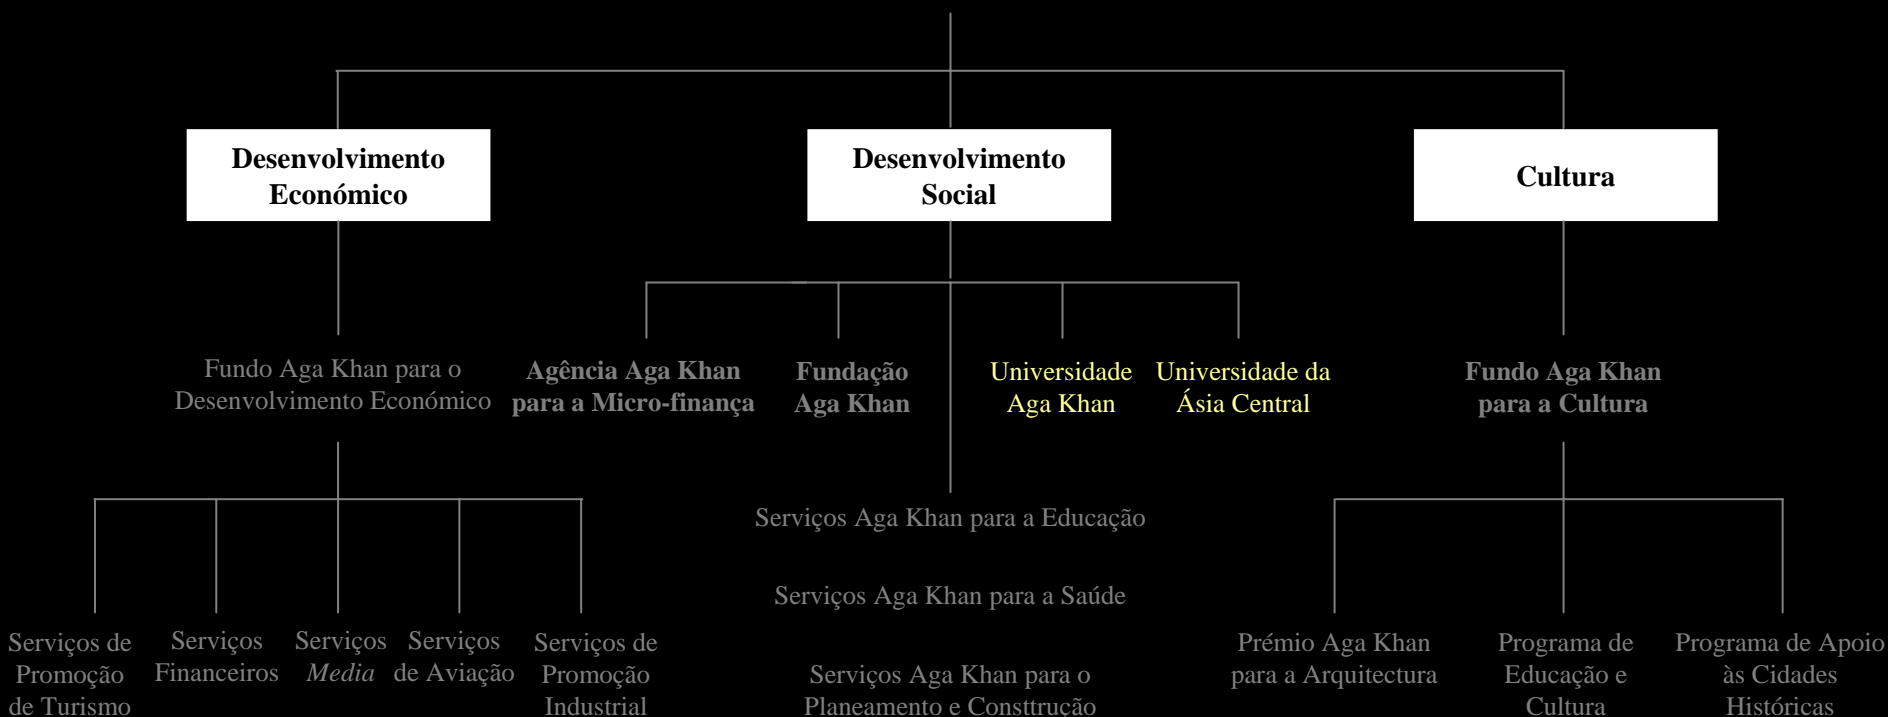 Desenvolvimento
Económico
Desenvolvimento
Social
Cultura
Fundo Aga Khan para o
Desenvolvimento Económico
Agência Aga Khan
para a Micro-finança
Fundação
Aga Khan
Universidade
Aga Khan
Universidade da
Ásia Central
Fundo Aga Khan
para a Cultura
Serviços Aga Khan para a Educação
Serviços Aga Khan para a Saúde
Serviços Aga Khan para o
Planeamento e Consttrução
Serviços de
Promoção
de Turismo
Serviços
Financeiros
Serviços
Media
Serviços
de Aviação
Serviços de
Promoção
Industrial
Prémio Aga Khan
para a Arquitectura
Programa de
Educação e
Cultura
Programa de Apoio
às Cidades
Históricas